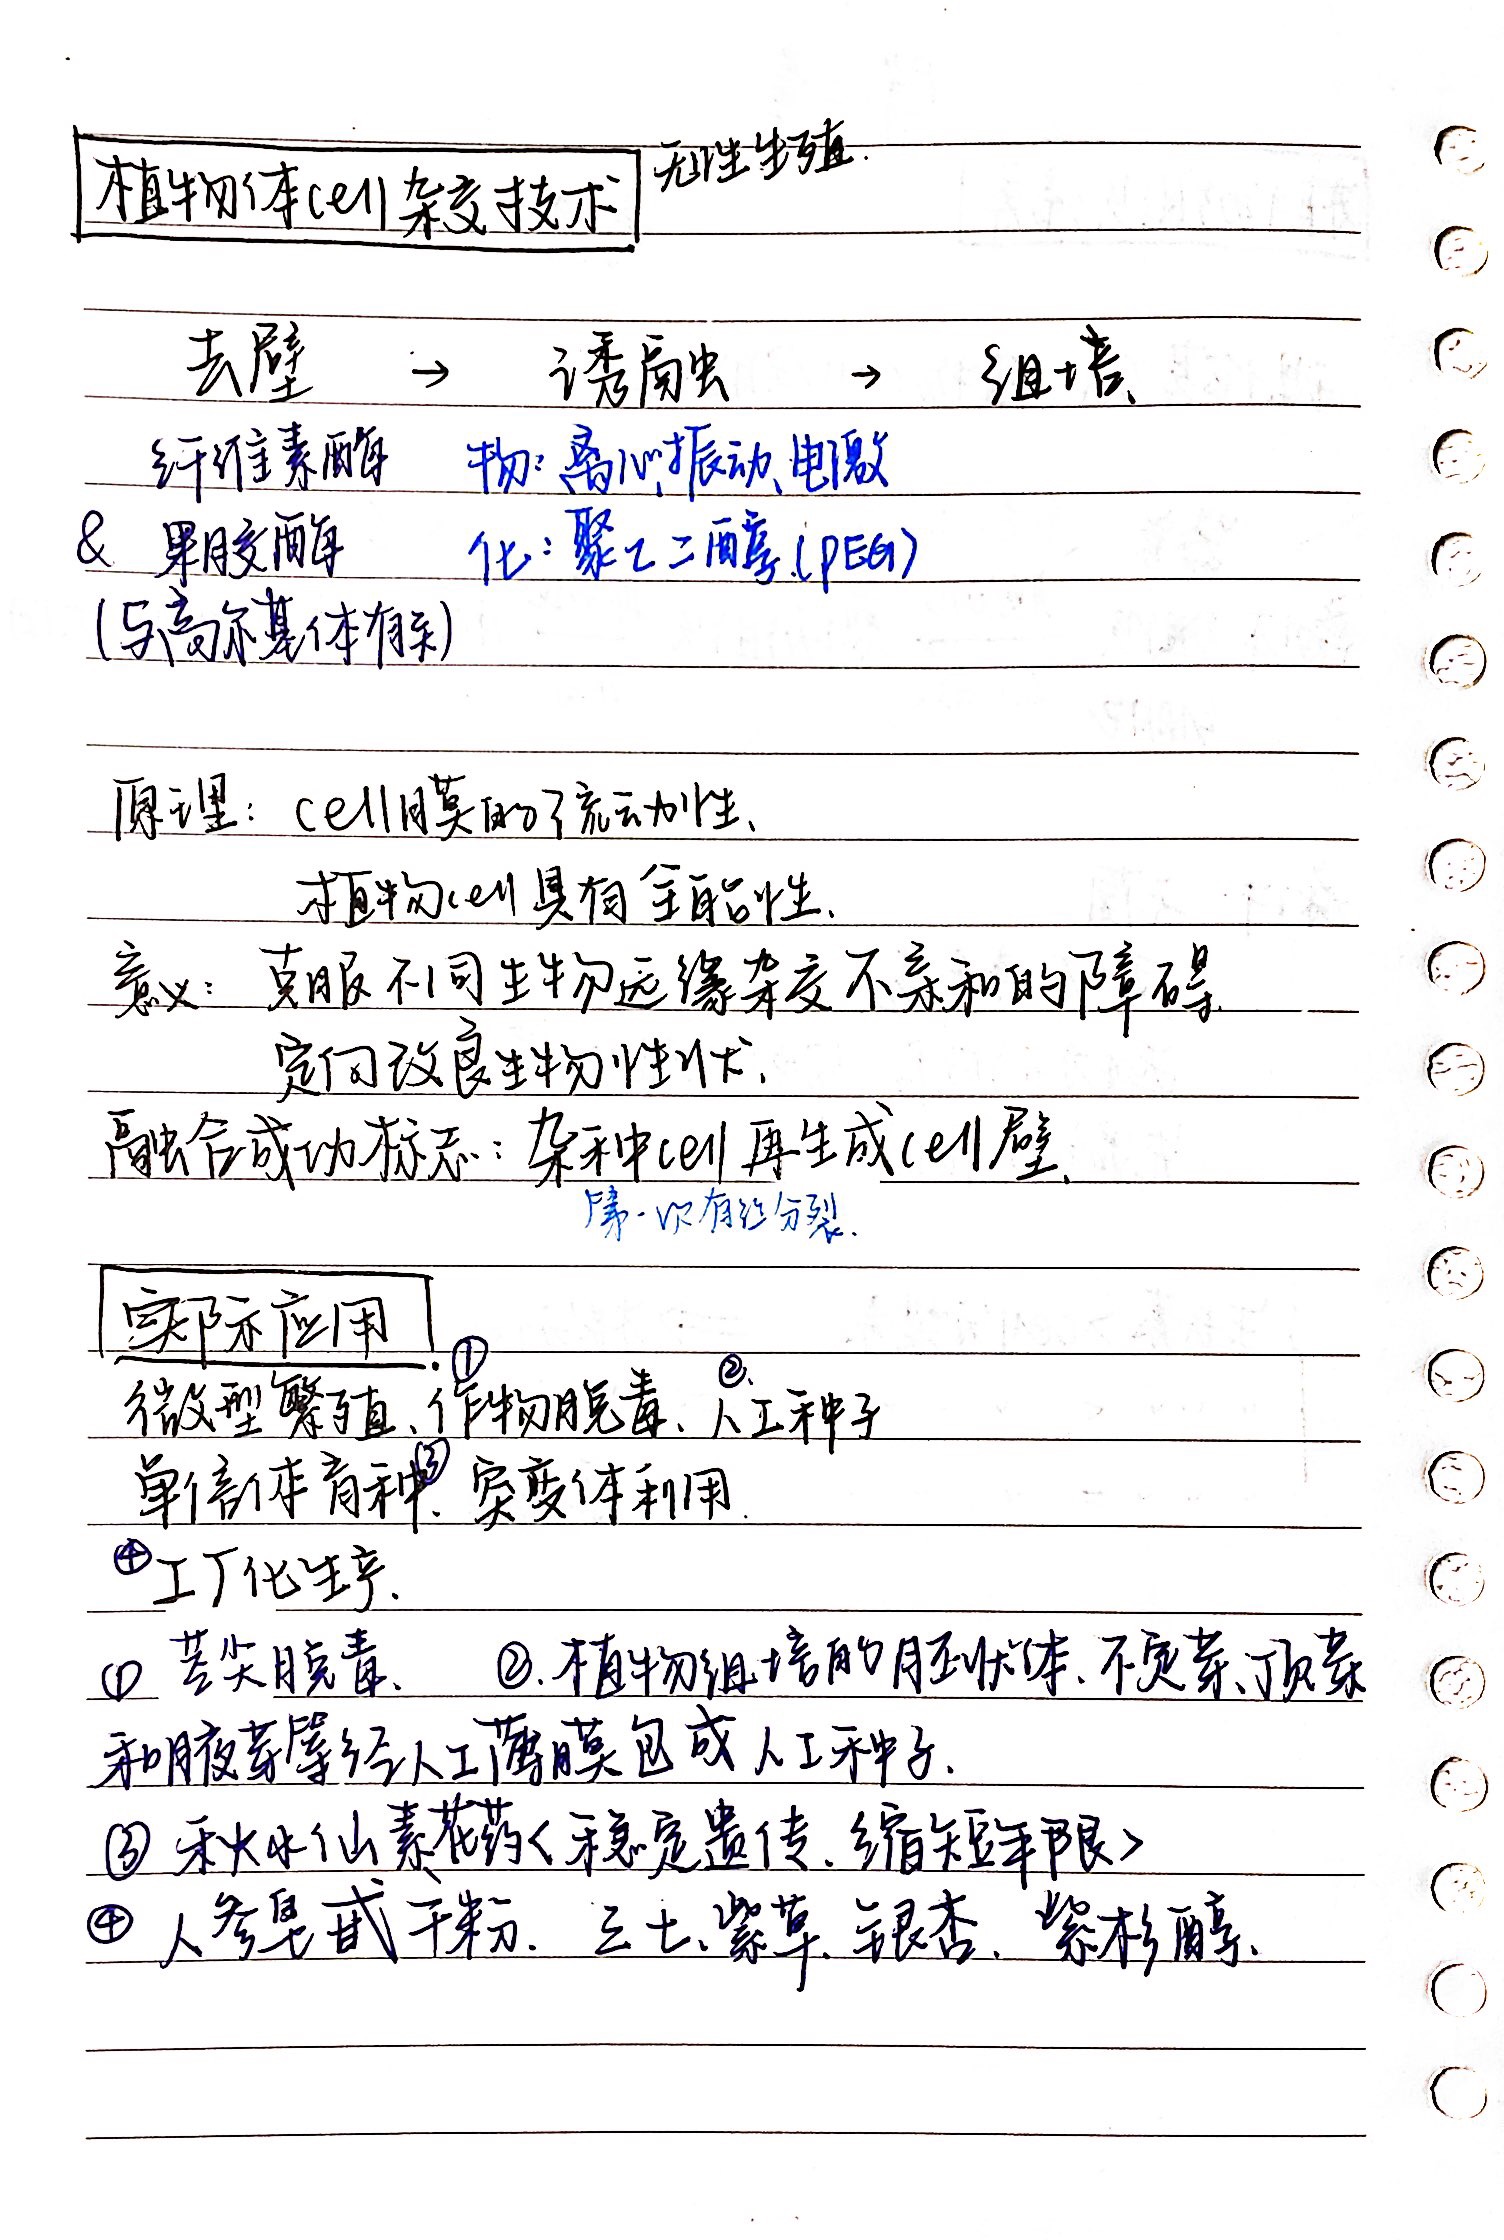 植物体cell杂交技术 无性生殖.
去壁 → 诱融 → 组培、
纤维素酶 物：离心、振动、电激
& 果胶酶 化：聚乙二醇.(PEG)
(与高尔基体有关)
原理：cell膜的流动性、
植物cell具有全能性.
意义：克服不同生物远缘杂交不亲和的障碍.
定向改良生物性状.
融合成功标志：杂种cell再生成cell壁、
第一次有丝分裂.
实际应用
微型繁殖、①作物脱毒、②.人工种子
单倍体育种③、突变体利用.
④工厂化生产.
① 茎尖脱毒、 ②.植物组培的胚状体、不定芽、顶芽
和腋芽等经人工薄膜包成人工种子.
③ 秋水仙素、花药<稳定遗传、缩短年限>
④ 人参皂甙干粉. 三七、紫草、银杏、紫杉醇、